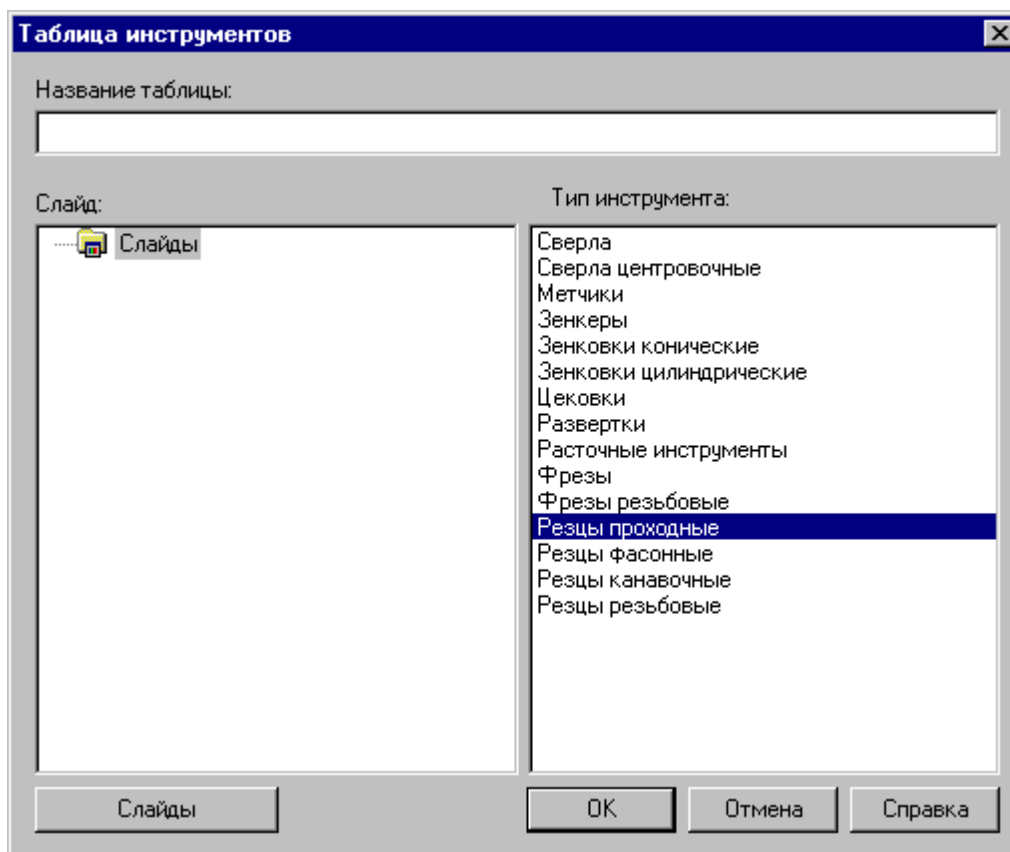 Таблица инструментов
Название таблицы:
Слайд:
Слайды
Тип инструмента:
Сверла
Сверла центровочные
Метчики
Зенкеры
Зенковки конические
Зенковки цилиндрические
Цековки
Развертки
Расточные инструменты
Фрезы
Фрезы резьбовые
Резцы проходные
Резцы фасонные
Резцы канавочные
Резцы резьбовые
Слайды
OK
Отмена
Справка